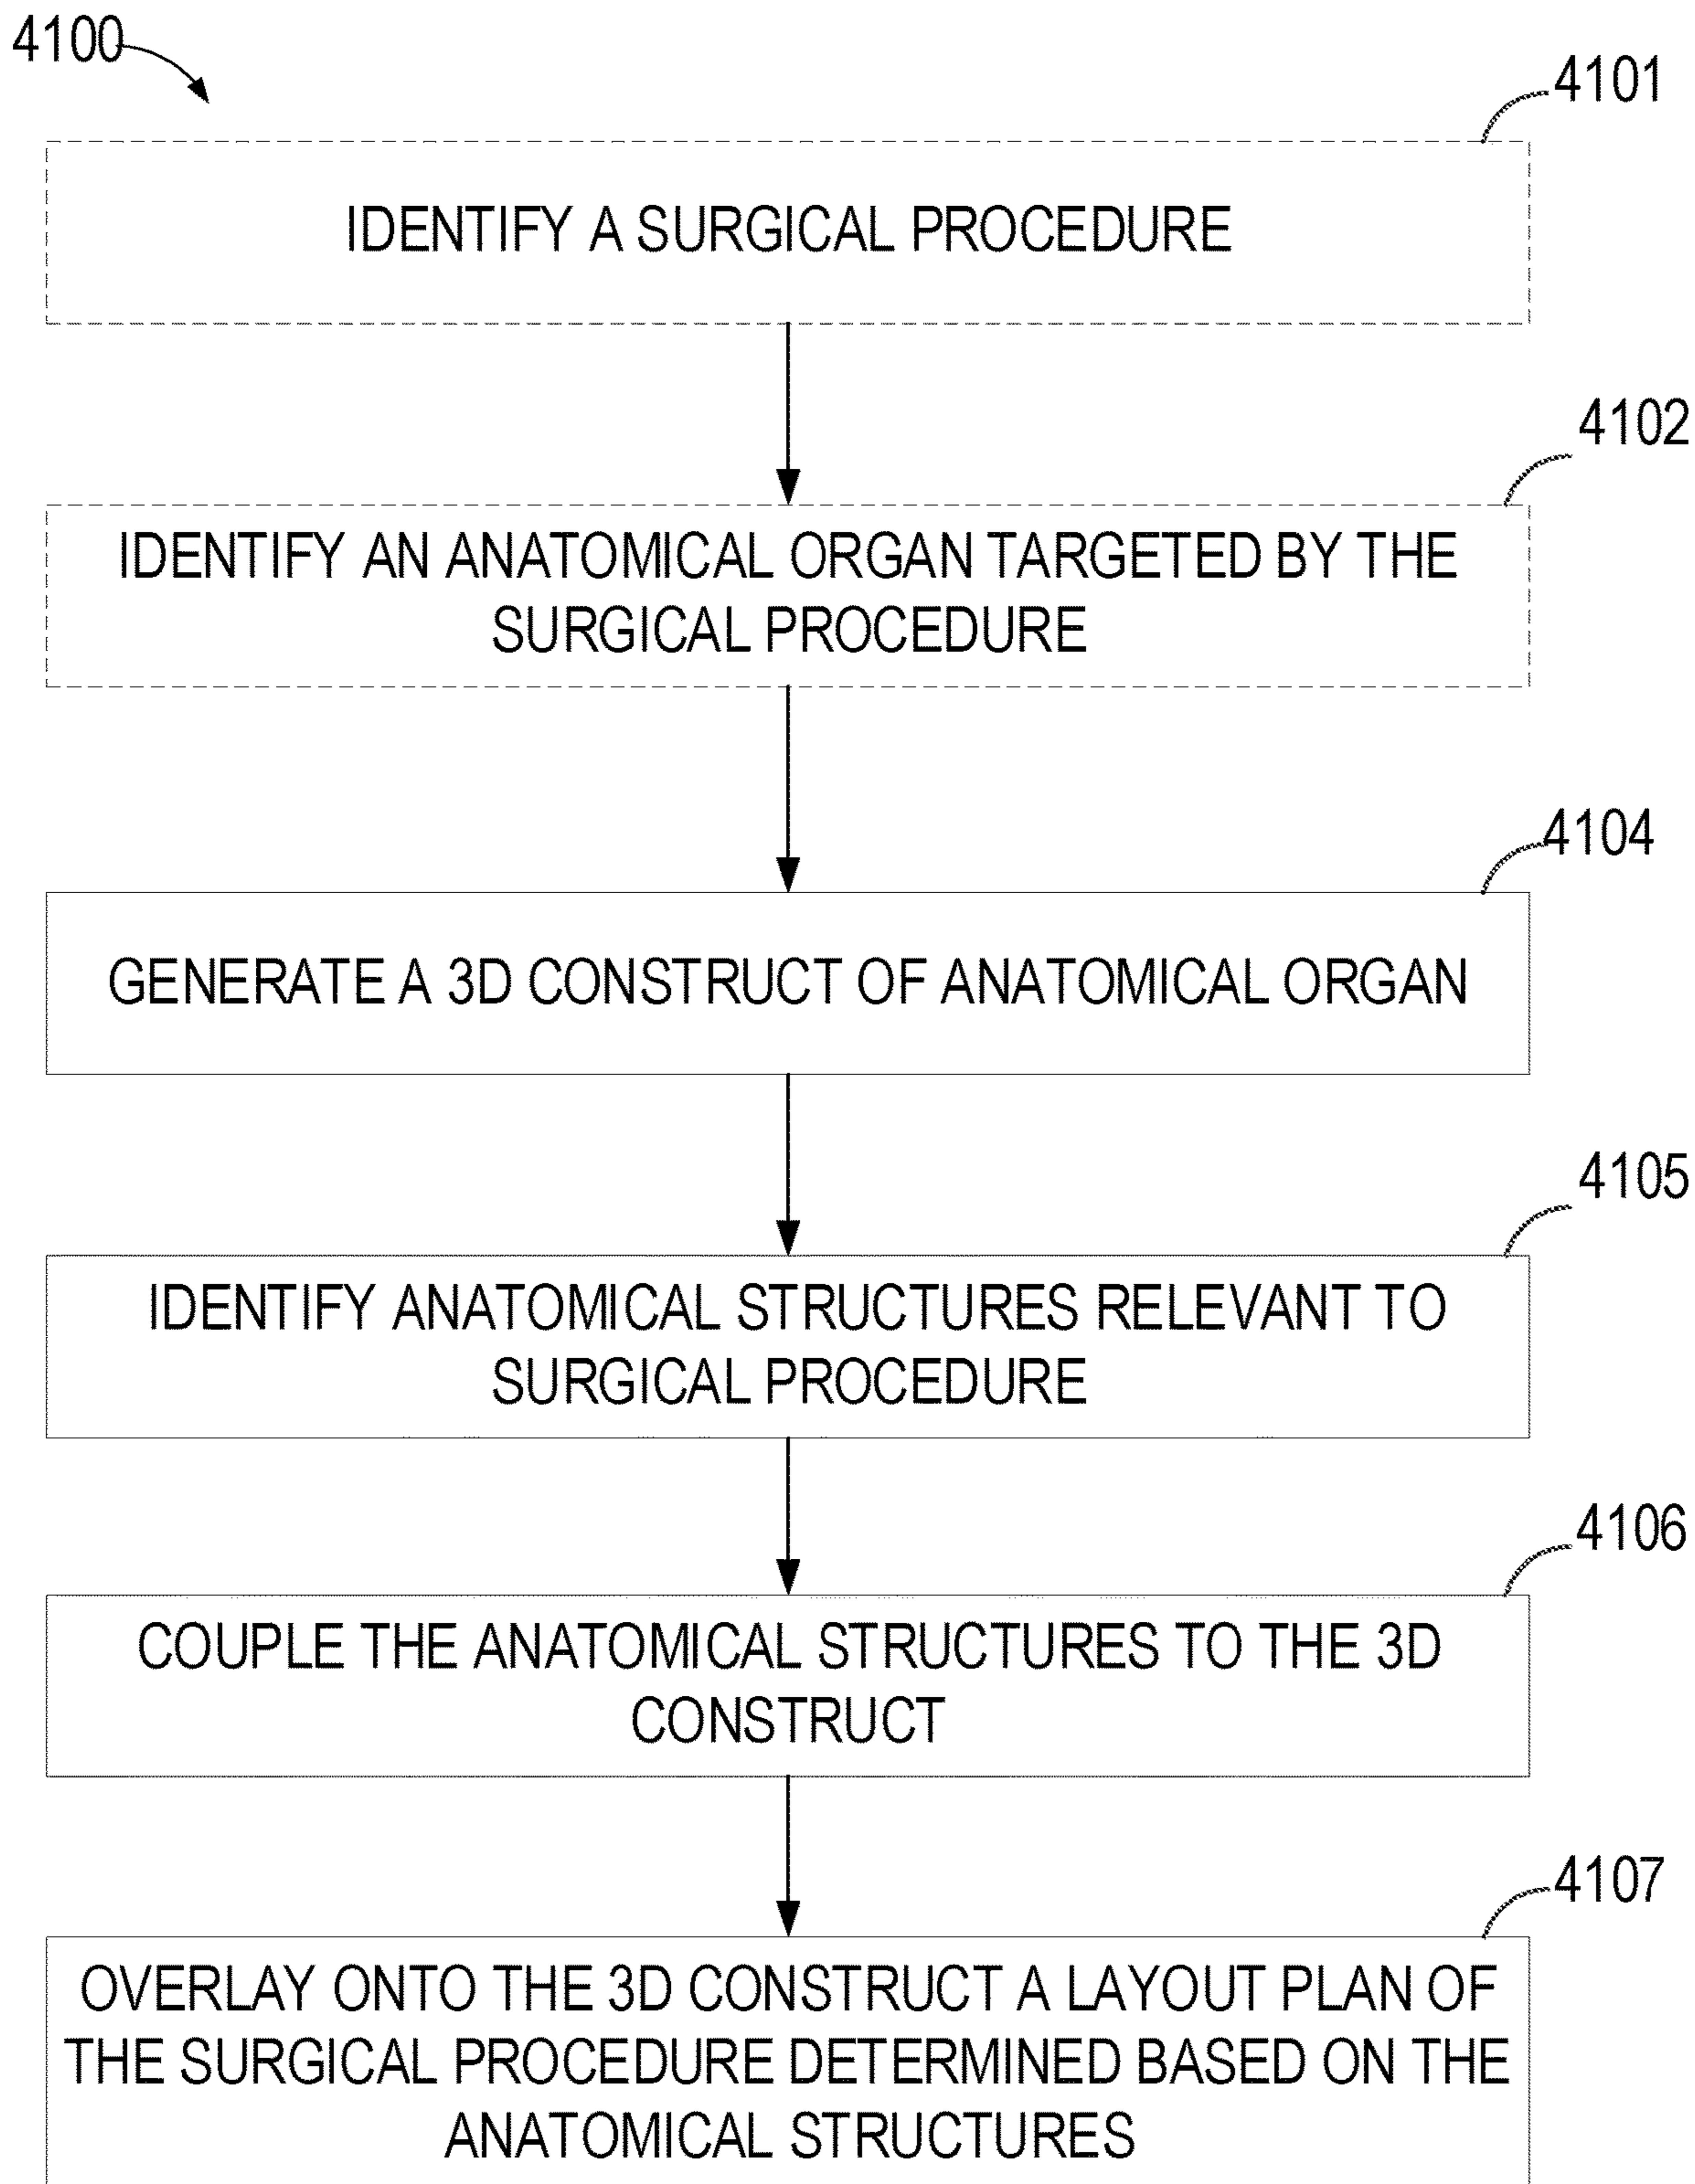 4100
4101
IDENTIFY A SURGICAL PROCEDURE
4102
IDENTIFY AN ANATOMICAL ORGAN TARGETED BY THE
SURGICAL PROCEDURE
4104
GENERATE A 3D CONSTRUCT OF ANATOMICAL ORGAN
4105
IDENTIFY ANATOMICAL STRUCTURES RELEVANT TO
SURGICAL PROCEDURE
4106
COUPLE THE ANATOMICAL STRUCTURES TO THE 3D
CONSTRUCT
4107
OVERLAY ONTO THE 3D CONSTRUCT A LAYOUT PLAN OF
THE SURGICAL PROCEDURE DETERMINED BASED ON THE
ANATOMICAL STRUCTURES